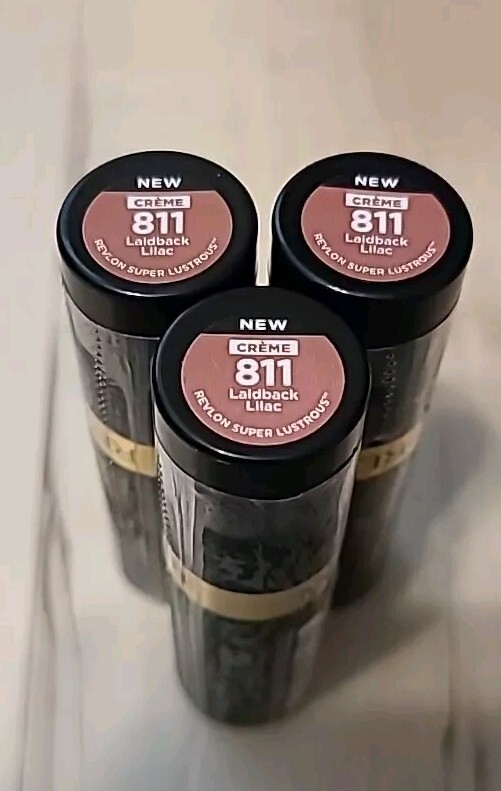 NEW
CRÈME
811
Laidback
Lilac
REVLON SUPER LUSTROUS™
NEW
CRÈME
811
Laidback
Lilac
REVLON SUPER LUSTROUS™
NEW
CRÈME
811
Laidback
Lilac
REVLON SUPER LUSTROUS™